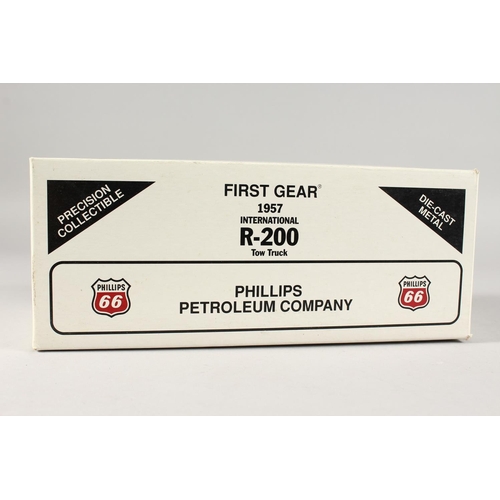 PRECISION
COLLECTIBLE
FIRST GEAR®
1957
INTERNATIONAL
R-200
Tow Truck
DIE-CAST
METAL
PHILLIPS
66
PHILLIPS
PETROLEUM COMPANY
PHILLIPS
66